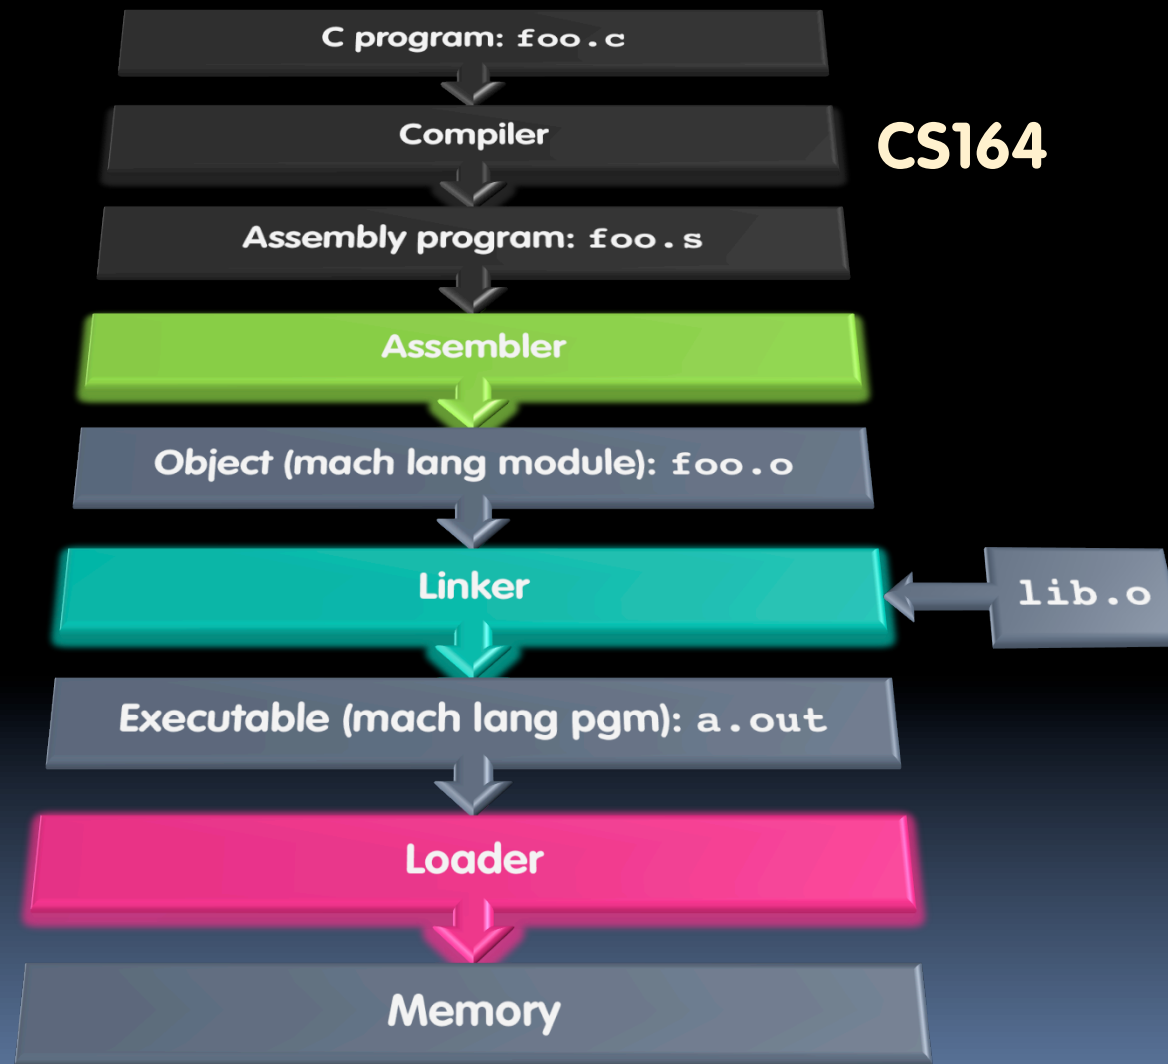 C program: foo.c
Compiler
CS164
Assembly program: foo.s
Assembler
Object (mach lang module): foo.o
Linker
lib.o
Executable (mach lang pgm): a.out
Loader
Memory